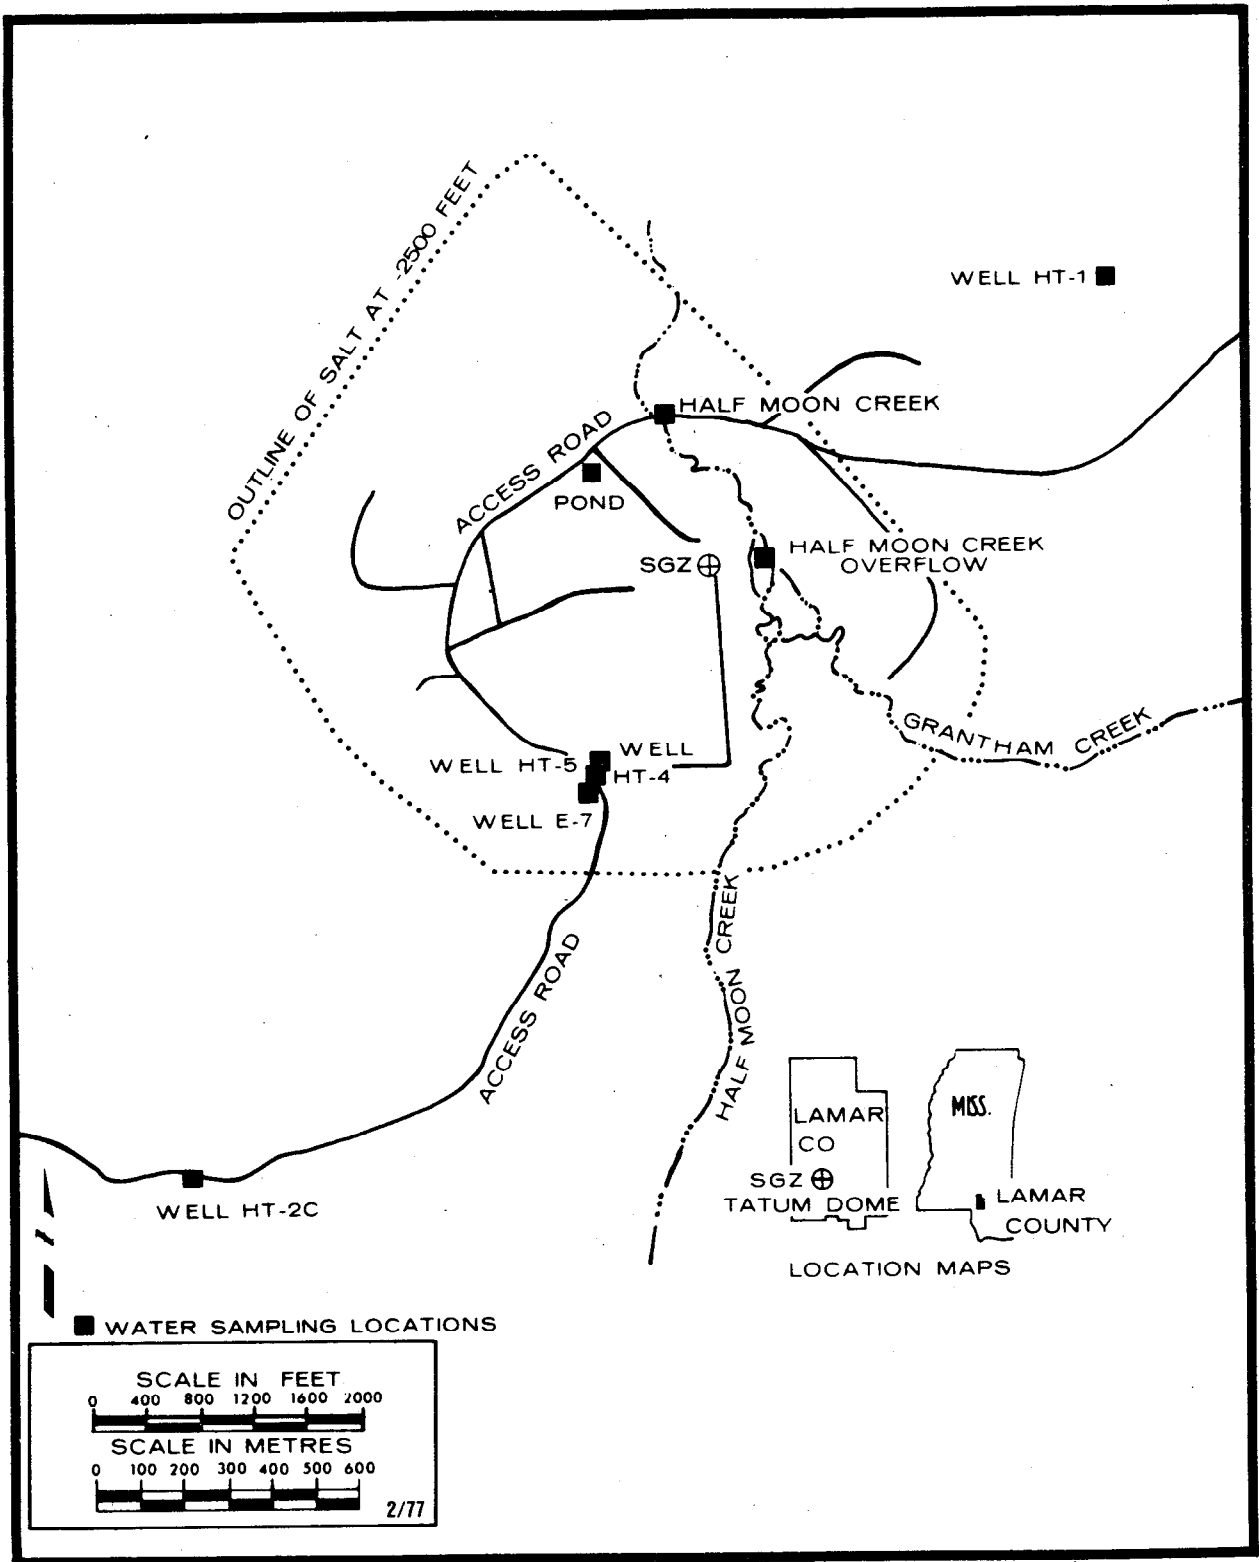 OUTLINE OF SALT AT -2500 FEET
WELL HT-1
HALF MOON CREEK
ACCESS ROAD
POND
HALF MOON CREEK
OVERFLOW
SGZ
GRANTHAM CREEK
WELL HT-5
WELL
HT-4
WELL E-7
HALF MOON CREEK
ACCESS ROAD
WELL HT-2C
N
LAMAR
CO
SGZ
TATUM DOME
MISS.
LAMAR
COUNTY
LOCATION MAPS
WATER SAMPLING LOCATIONS
SCALE IN FEET
0 400 800 1200 1600 2000
SCALE IN METRES
0 100 200 300 400 500 600
2/77